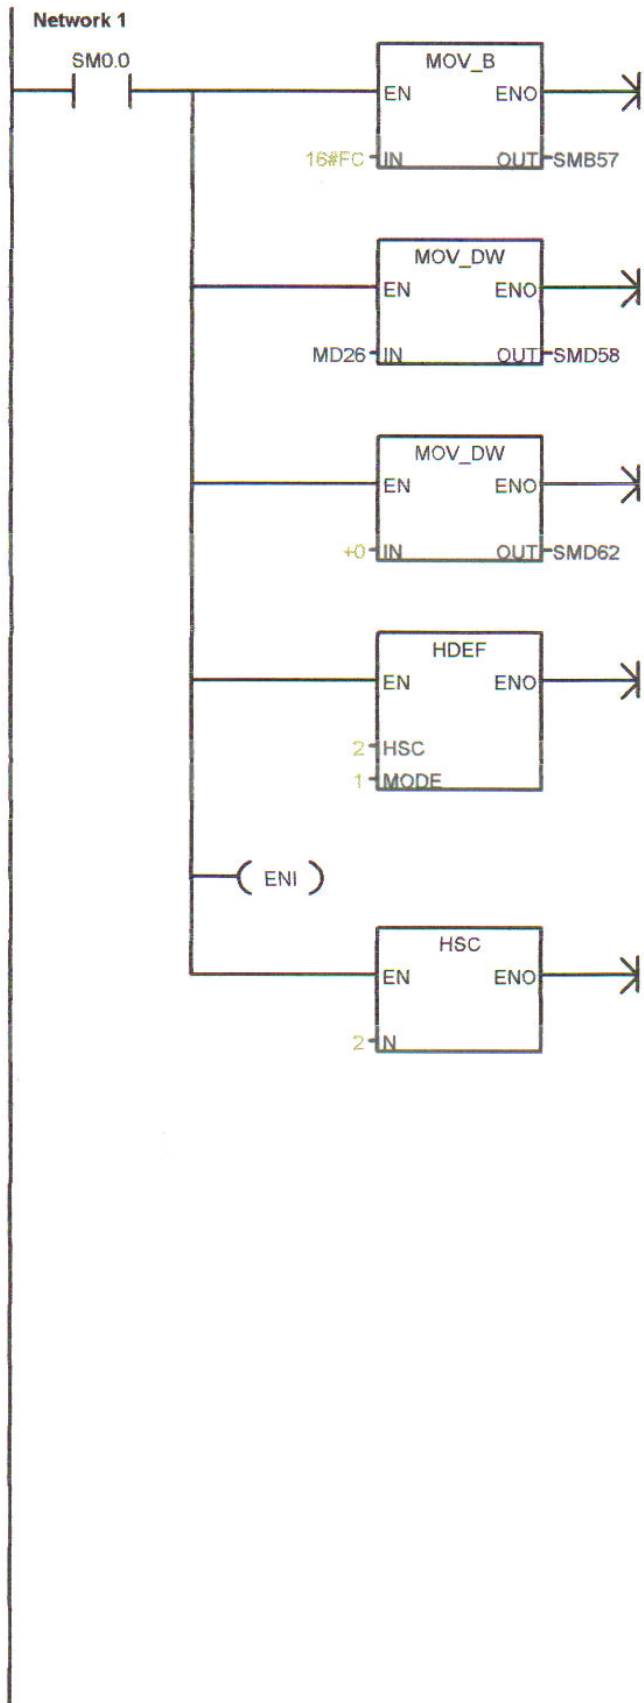 Network 1
SM0.0
MOV_B
EN ENO
16#FC IN OUT SMB57
MOV_DW
EN ENO
MD26 IN OUT SMD58
MOV_DW
EN ENO
+0 IN OUT SMD62
HDEF
EN ENO
2 HSC
1 MODE
ENI
HSC
EN ENO
2 N